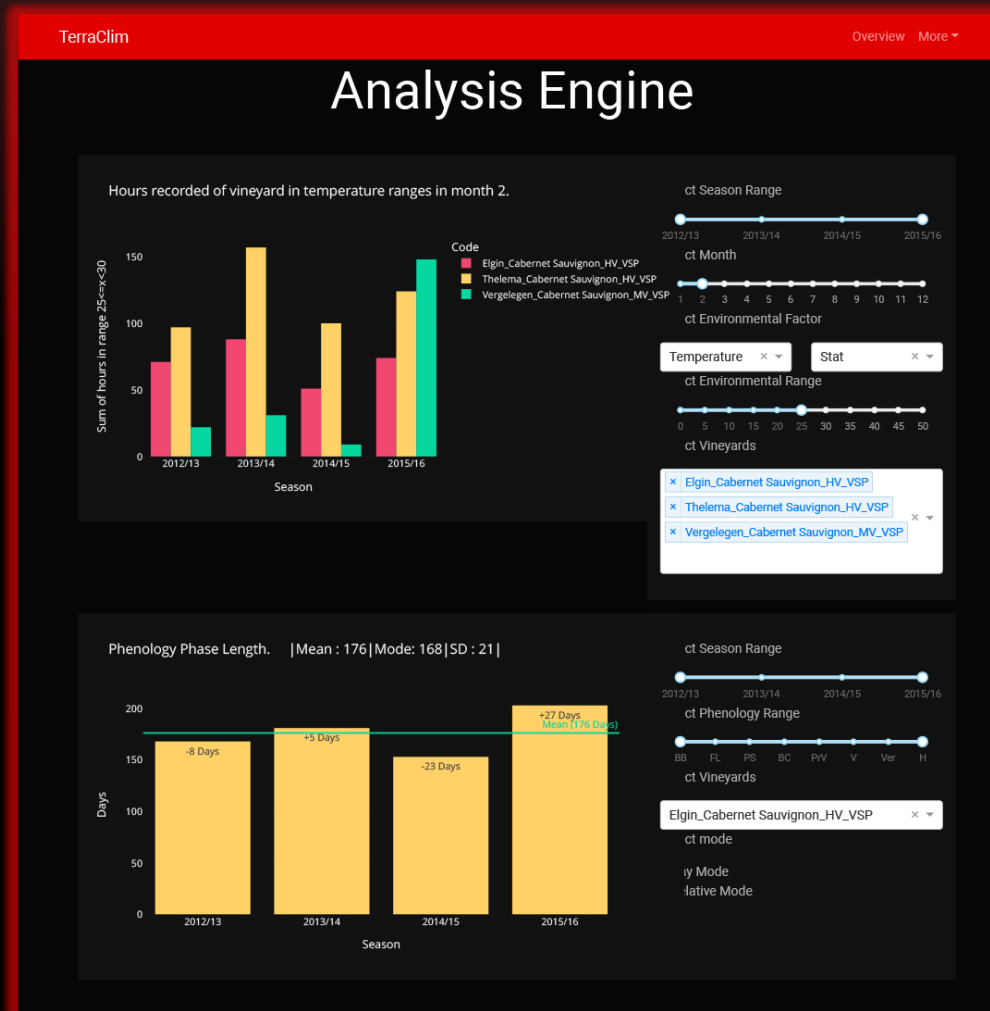 TerraClim
Overview More
Analysis Engine
Hours recorded of vineyard in temperature ranges in month 2.
Sum of hours in range 25<=x<30
150
100
50
0
2012/13 2013/14 2014/15 2015/16
Season
Code
Elgin_Cabernet Sauvignon_HV_VSP
Thelema_Cabernet Sauvignon_HV_VSP
Vergelegen_Cabernet Sauvignon_MV_VSP
ct Season Range
2012/13 2013/14 2014/15 2015/16
ct Month
1 2 3 4 5 6 7 8 9 10 11 12
ct Environmental Factor
Temperature × Stat ×
ct Environmental Range
0 5 10 15 20 25 30 35 40 45 50
ct Vineyards
× Elgin_Cabernet Sauvignon_HV_VSP
× Thelema_Cabernet Sauvignon_HV_VSP
× Vergelegen_Cabernet Sauvignon_MV_VSP
×
Phenology Phase Length. |Mean : 176|Mode: 168|SD : 21|
Days
200
150
100
50
0
-8 Days
+5 Days
-23 Days
+27 Days
Mean (176 Days)
2012/13 2013/14 2014/15 2015/16
Season
ct Season Range
2012/13 2013/14 2014/15 2015/16
ct Phenology Range
BB FL PS BC PrV V Ver H
ct Vineyards
Elgin_Cabernet Sauvignon_HV_VSP ×
ct mode
y Mode
lative Mode